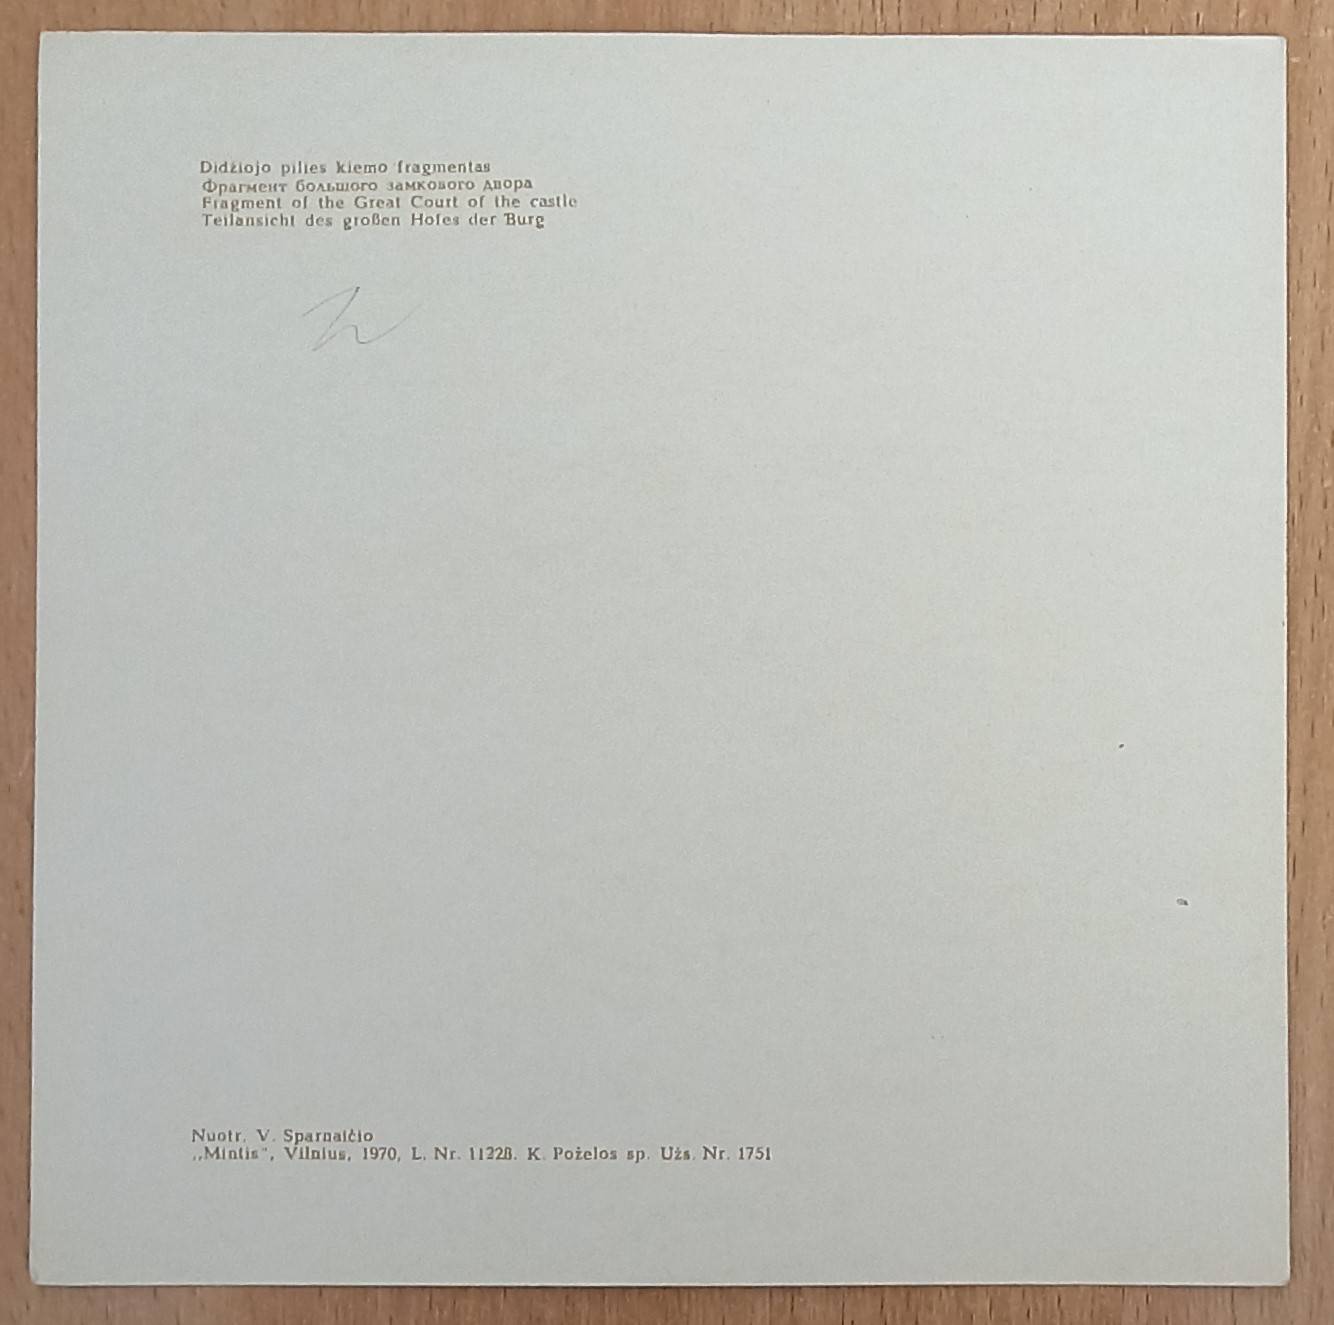 Didžiojo pilies kiemo fragmentas
Фрагмент большого замкового двора
Fragment of the Great Court of the castle
Teilansicht des großen Hofes der Burg
Nuotr. V. Sparnaičio
„Mintis", Vilnius, 1970, L. Nr. 11228. K. Poželos sp. Užs. Nr. 1751